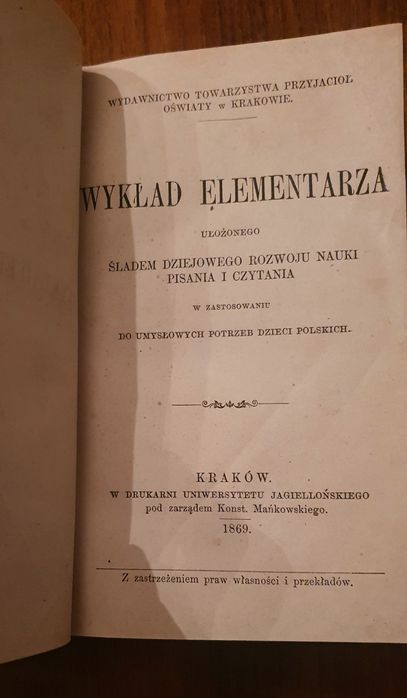 WYDAWNICTWO TOWARZYSTWA PRZYJACIOŁ
OŚWIATY w KRAKOWIE.
WYKŁAD ELEMENTARZA
UŁOŻONEGO
ŚLADEM DZIEJOWEGO ROZWOJU NAUKI
PISANIA I CZYTANIA
W ZASTOSOWANIU
DO UMYSŁOWYCH POTRZEB DZIECI POLSKICH.
KRAKÓW.
W DRUKARNI UNIWERSYTETU JAGIELLOŃSKIEGO
pod zarządem Konst. Mańkowskiego.
1869.
Z zastrzeżeniem praw własności i przekładów.